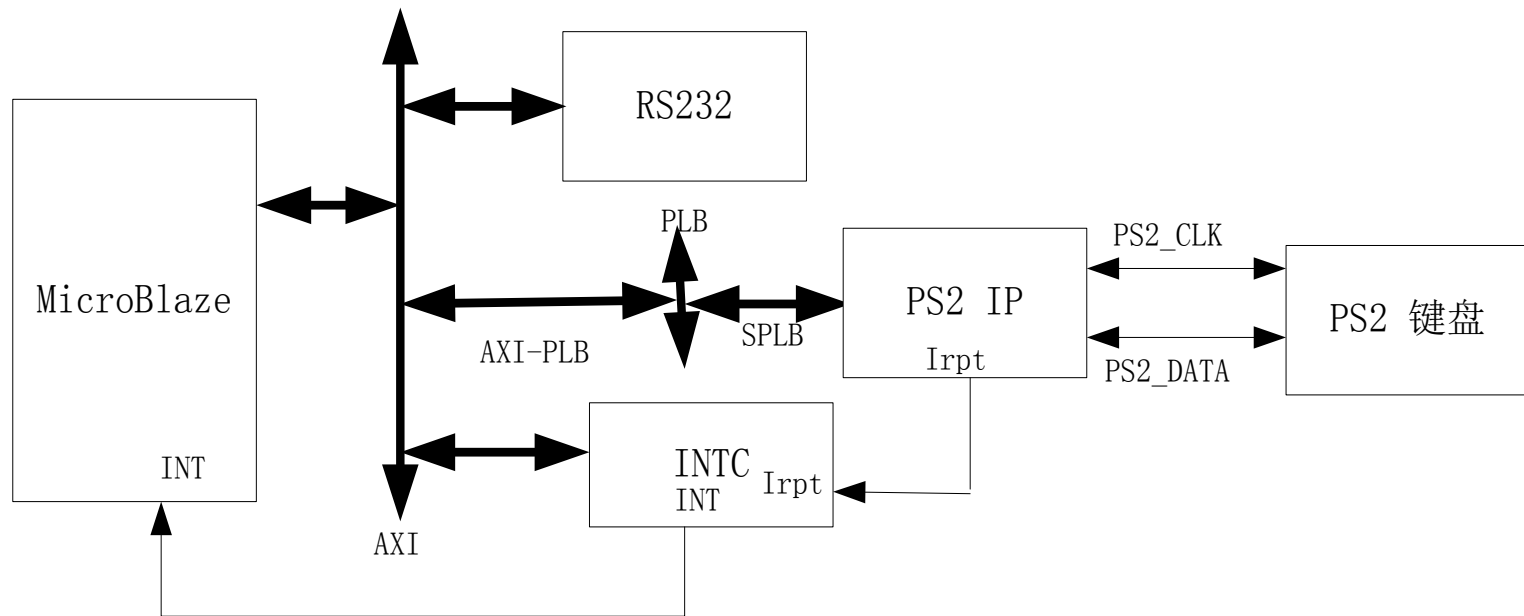 RS232
MicroBlaze
INT
PLB
AXI-PLB
SPLB
PS2 IP
Irpt
PS2_CLK
PS2_DATA
PS2 键盘
INTC
INT
Irpt
AXI